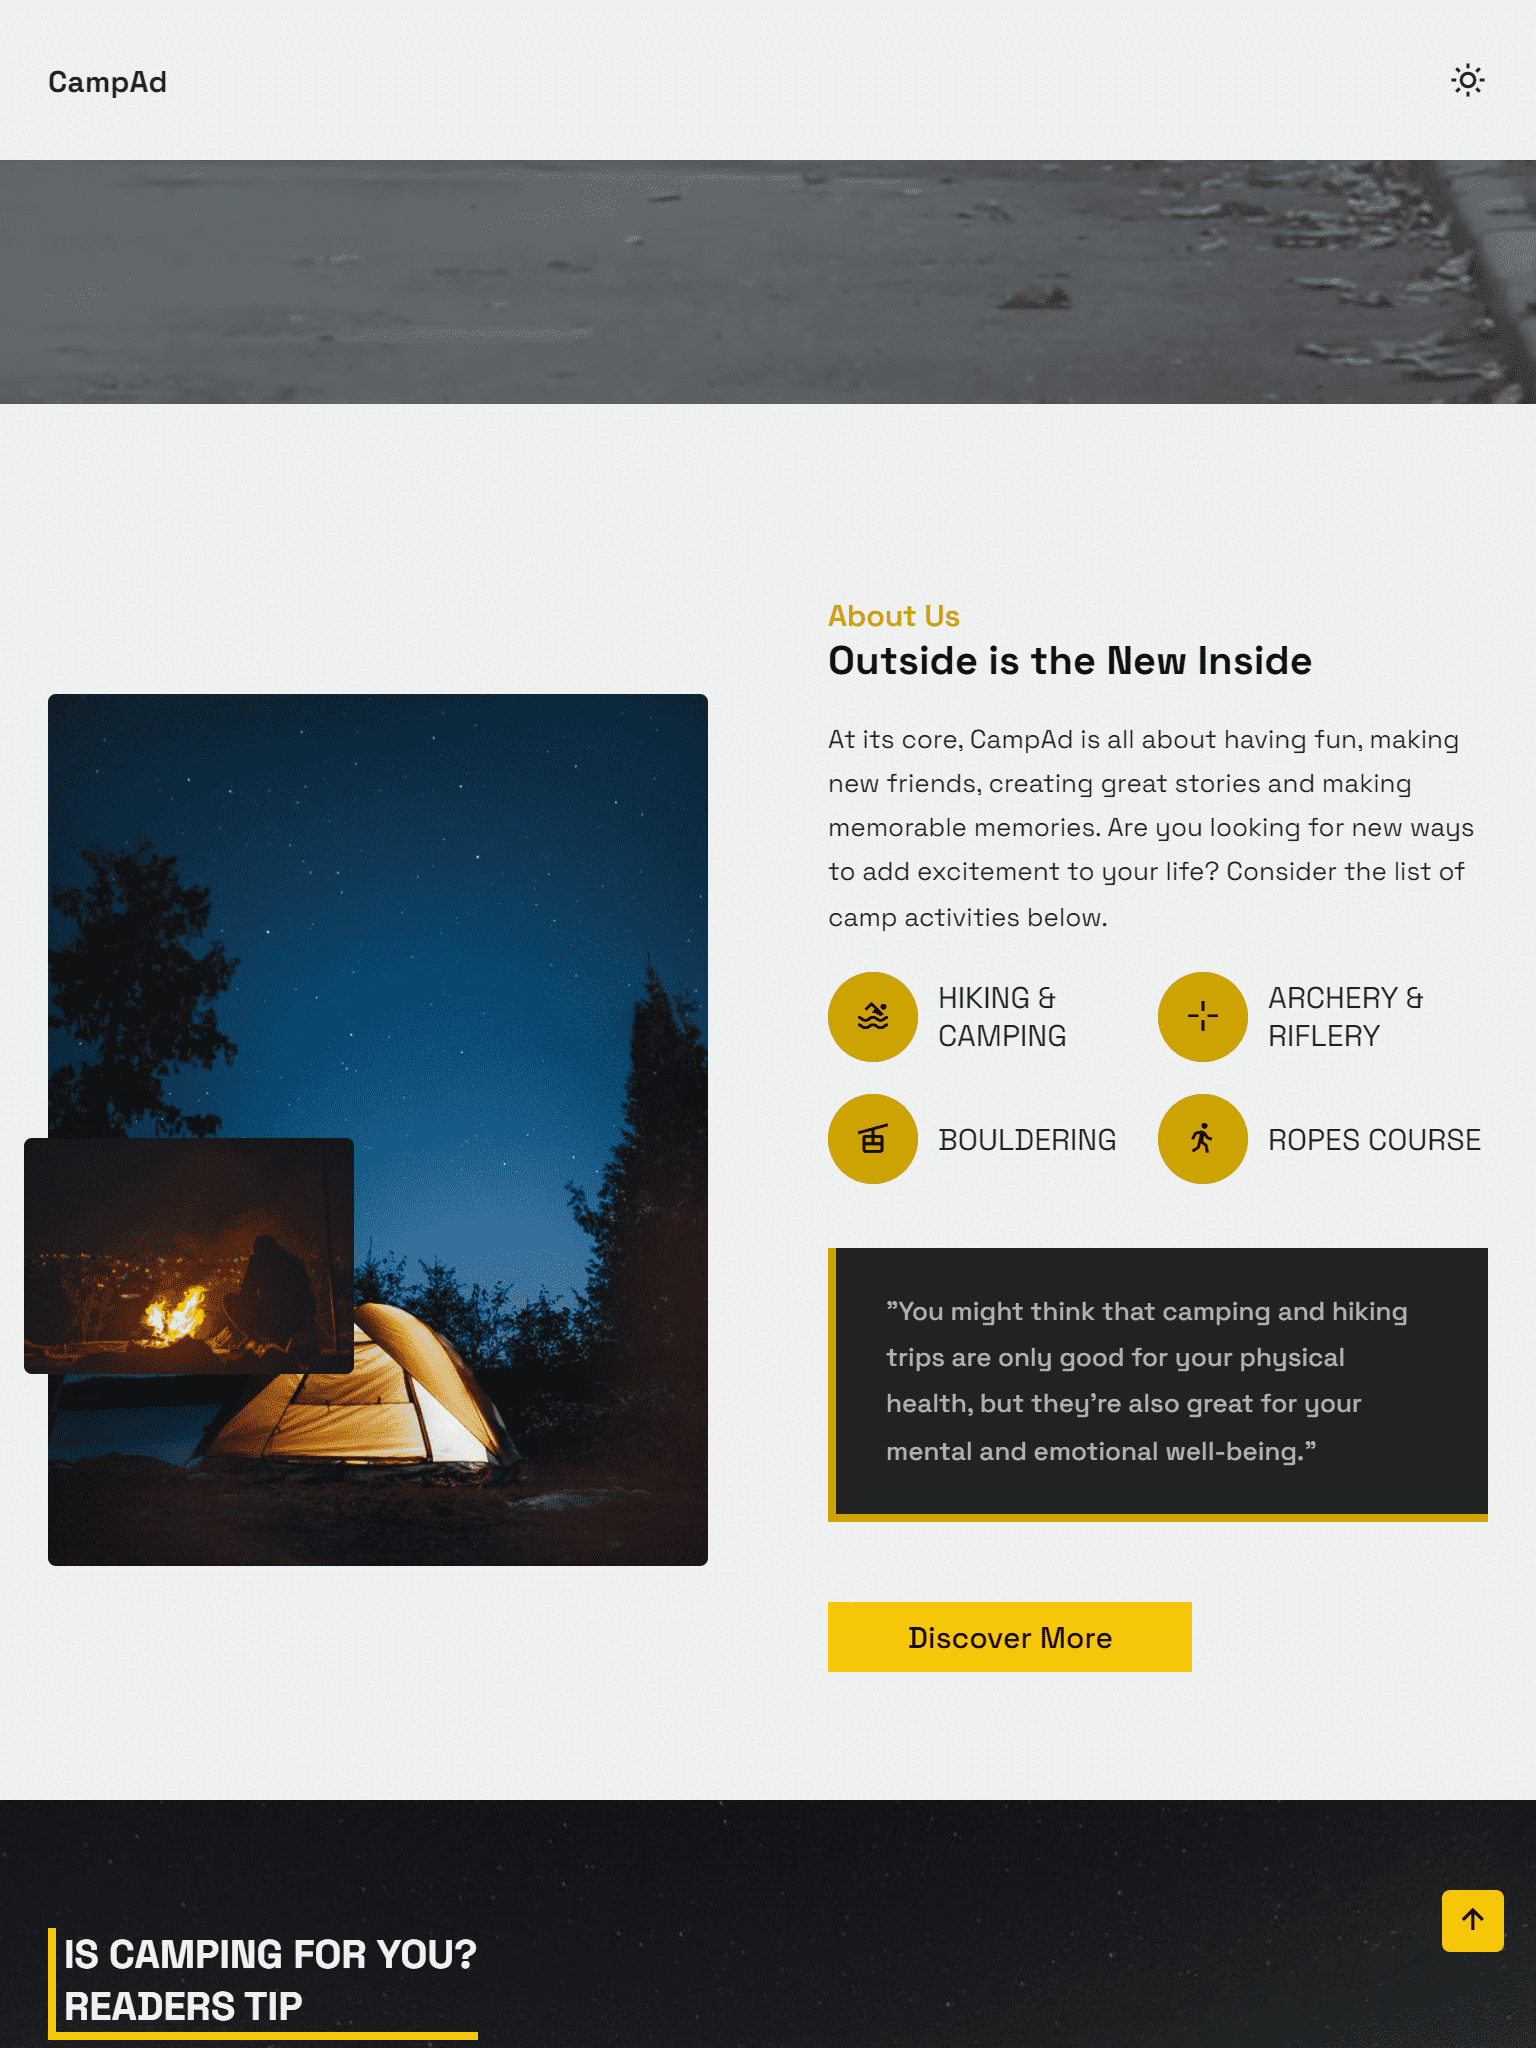 CampAd
About Us
Outside is the New Inside
At its core, CampAd is all about having fun, making
new friends, creating great stories and making
memorable memories. Are you looking for new ways
to add excitement to your life? Consider the list of
camp activities below.
HIKING &
CAMPING
ARCHERY &
RIFLERY
BOULDERING
ROPES COURSE
”You might think that camping and hiking
trips are only good for your physical
health, but they’re also great for your
mental and emotional well-being.”
Discover More
IS CAMPING FOR YOU?
READERS TIP